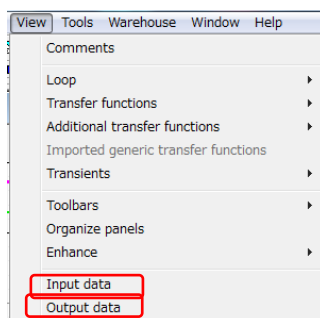 View Tools Warehouse Window Help
Comments
Loop
Transfer functions
Additional transfer functions
Imported generic transfer functions
Transients
Toolbars
Organize panels
Enhance
Input data
Output data